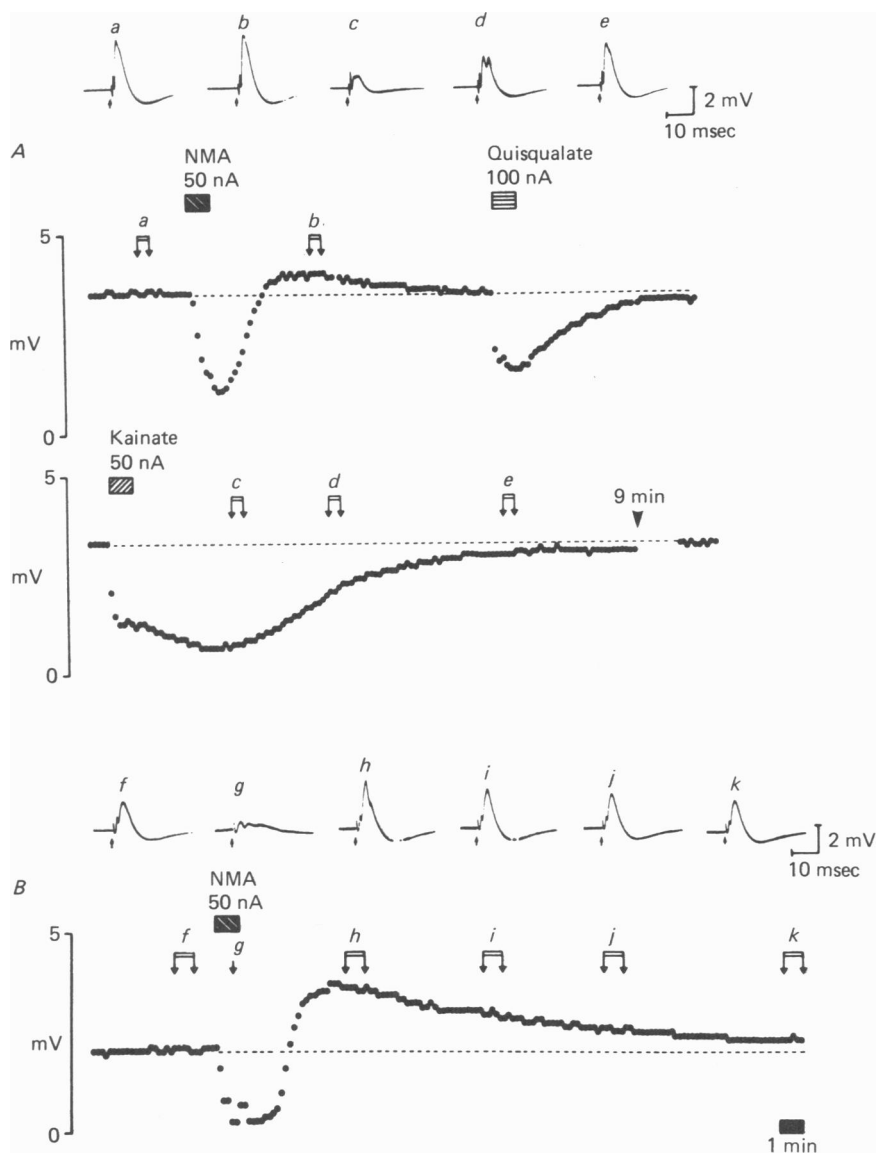 a b c d e
2 mV
10 msec
A
NMA
50 nA
Quisqualate
100 nA
a b
5
mV
0
Kainate
50 nA
c d e
9 min
5
mV
0
f g h i j k
2 mV
10 msec
B
NMA
50 nA
f g h i j k
5
mV
0
1 min